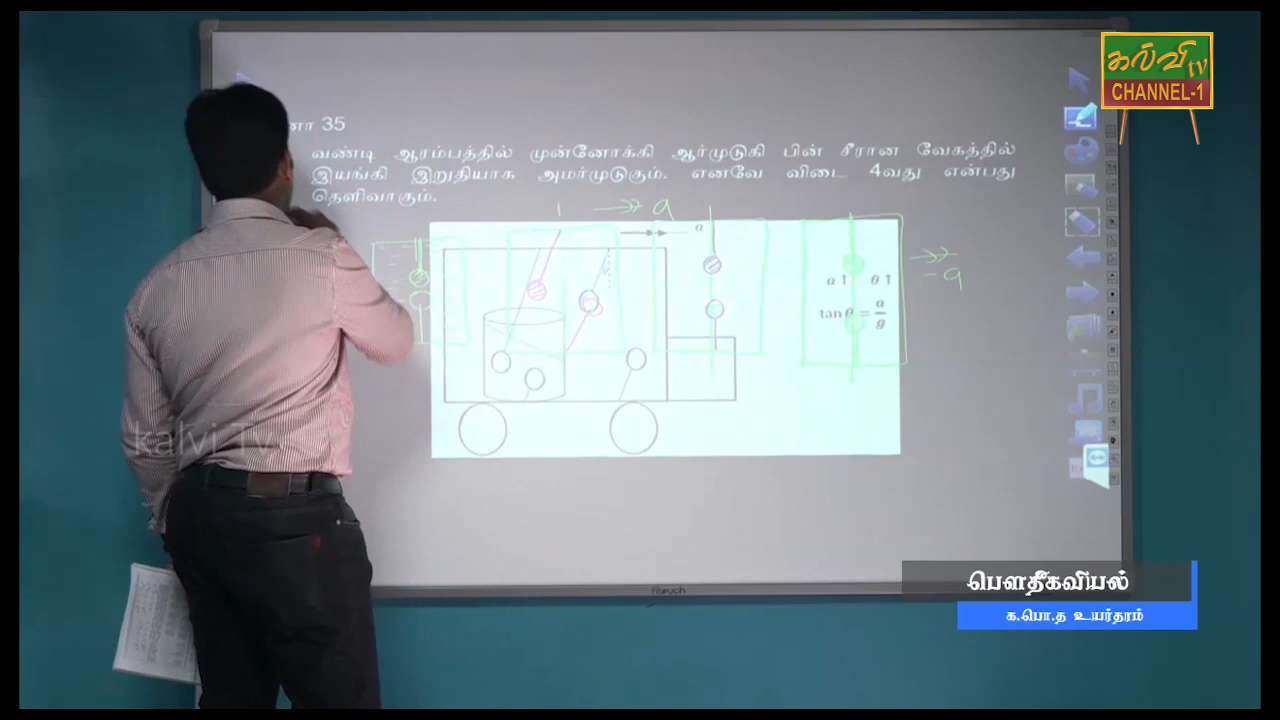 கல்வி tv
CHANNEL-1
னா 35
வண்டி ஆரம்பத்தில் முன்னோக்கி ஆர்முடுகி பின் சீரான வேகத்தில்
இயங்கி இறுதியாக அமர்முடுகும். எனவே விடை 4வது என்பது
தெளிவாகும்.
a
a
a↑ θ↑
tan θ = a/g
-a
kalvi Tv
பௌதீகவியல்
க.பொ.த உயர்தரம்